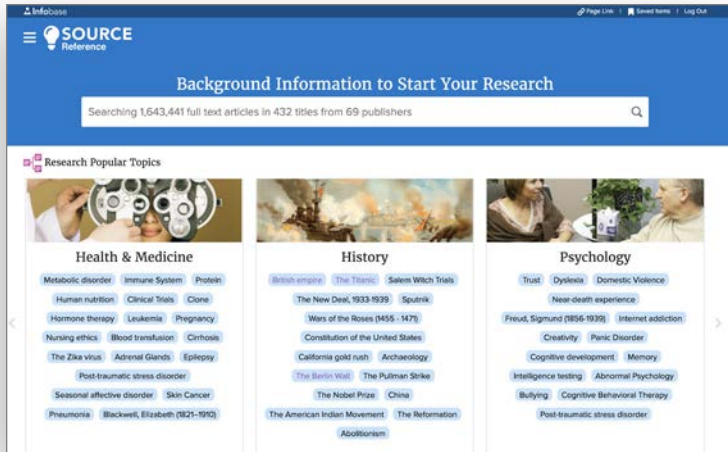 Infobase
Page Link | Saved Items | Log Out
SOURCE
Reference
Background Information to Start Your Research
Searching 1,643,441 full text articles in 432 titles from 69 publishers
Research Popular Topics
Health & Medicine
Metabolic disorder Immune System Protein
Human nutrition Clinical Trials Clone
Hormone therapy Leukemia Pregnancy
Nursing ethics Blood transfusion Cirrhosis
The Zika virus Adrenal Glands Epilepsy
Post-traumatic stress disorder
Seasonal affective disorder Skin Cancer
Pneumonia Blackwell, Elizabeth (1821–1910)
History
British empire The Titanic Salem Witch Trials
The New Deal, 1933-1939 Sputnik
Wars of the Roses (1455 - 1471)
Constitution of the United States
California gold rush Archaeology
The Berlin Wall The Pullman Strike
The Nobel Prize China
The American Indian Movement The Reformation
Abolitionism
Psychology
Trust Dyslexia Domestic Violence
Near-death experience
Freud, Sigmund (1856-1939) Internet addiction
Creativity Panic Disorder
Cognitive development Memory
Intelligence testing Abnormal Psychology
Bullying Cognitive Behavioral Therapy
Post-traumatic stress disorder